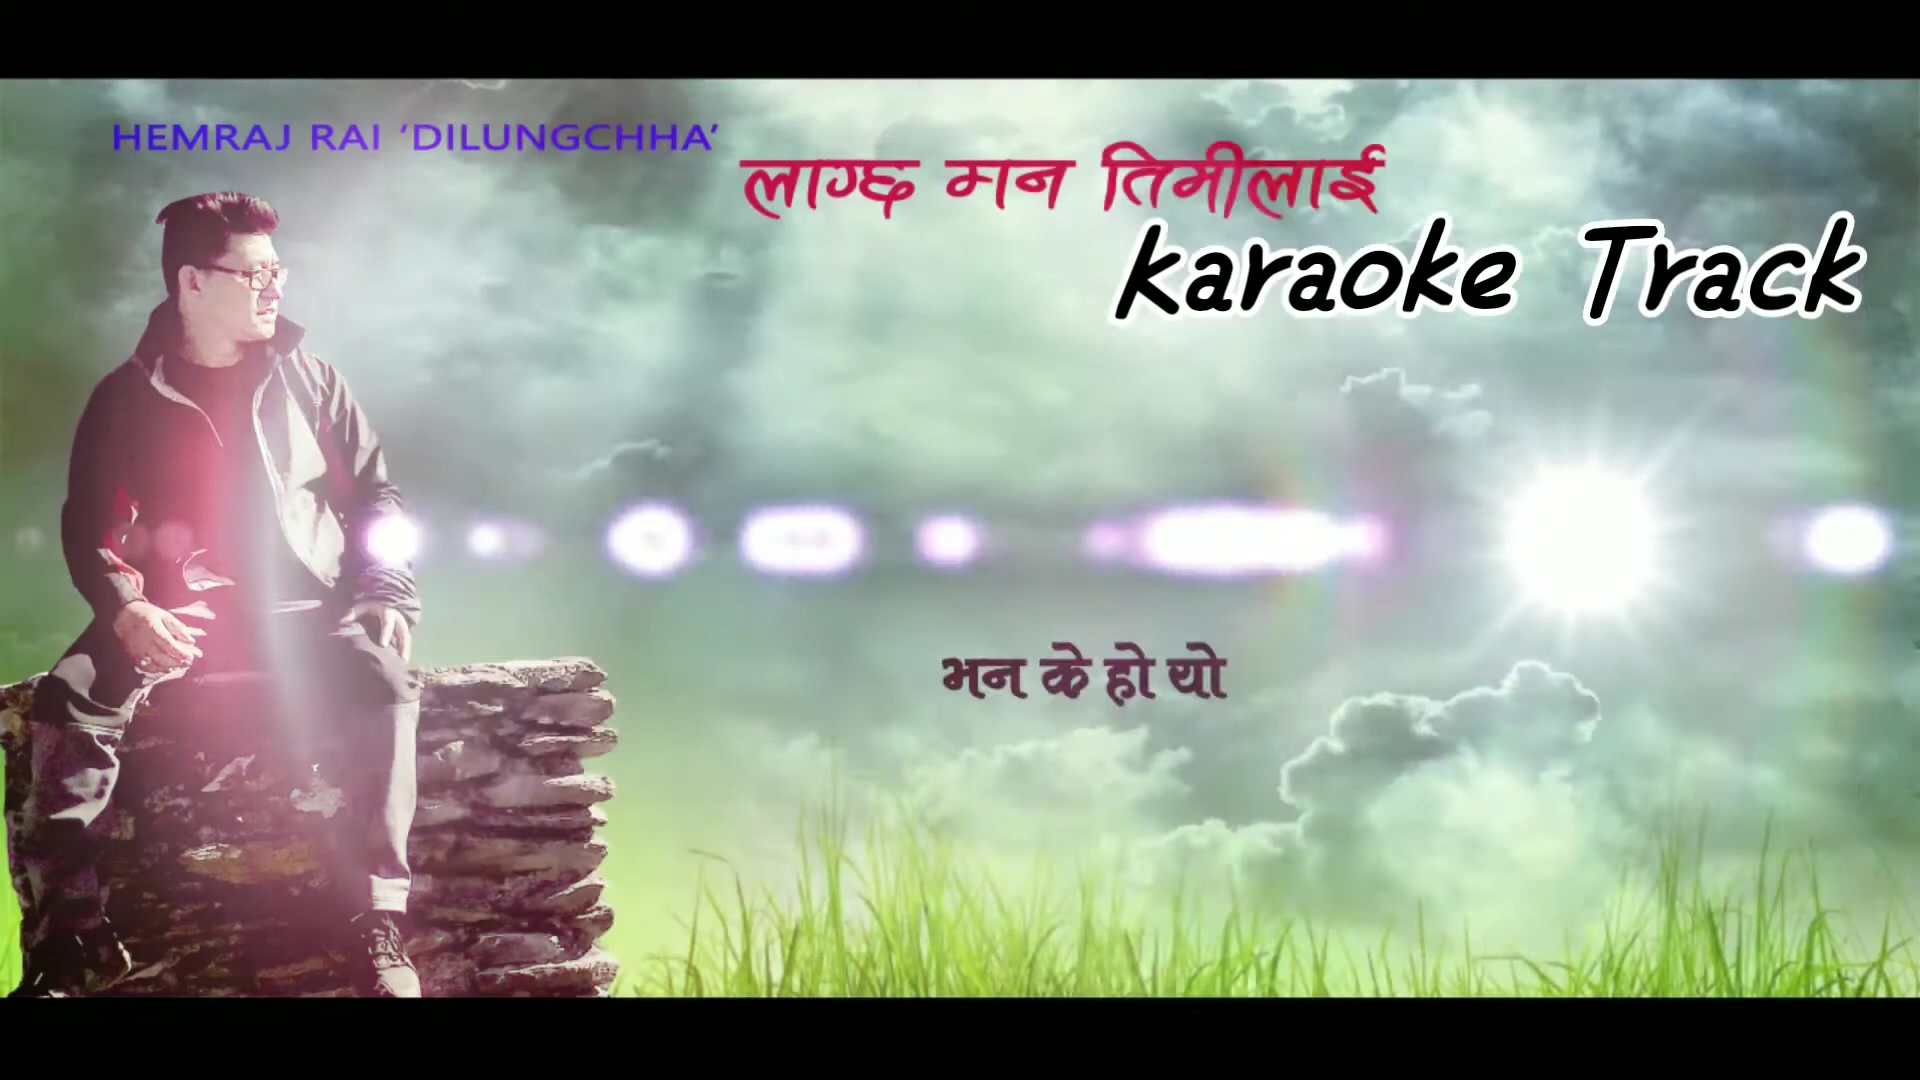 HEMRAJ RAI 'DILUNGCHHA'
लाग्छ मन तिमीलाई
karaoke Track
भन के हो यो